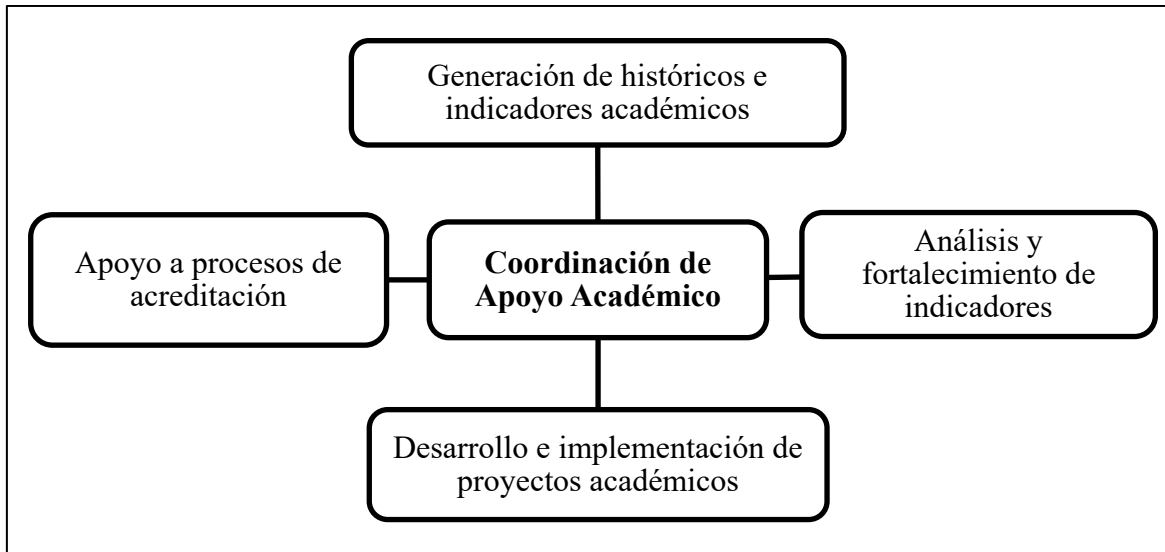 Generación de históricos e
indicadores académicos
Apoyo a procesos de
acreditación
Coordinación de
Apoyo Académico
Análisis y
fortalecimiento de
indicadores
Desarrollo e implementación de
proyectos académicos